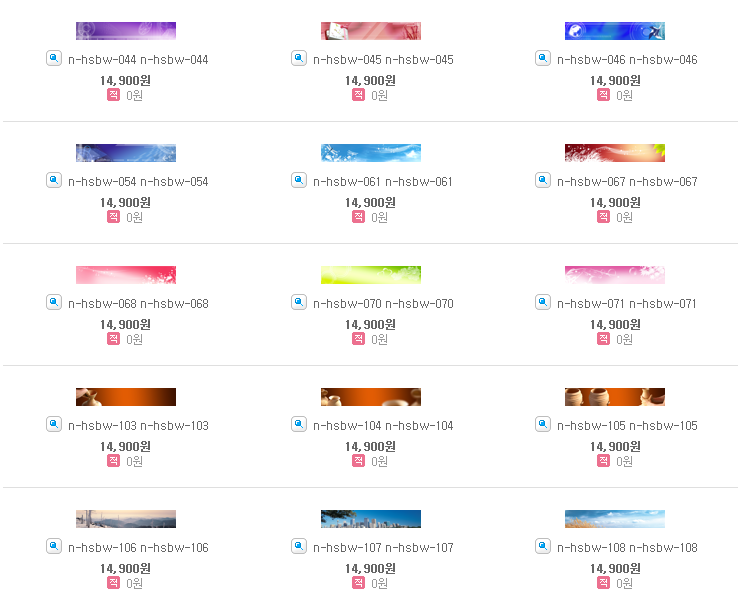 n-hsbw-044 n-hsbw-044
14,900원
적 0원
n-hsbw-045 n-hsbw-045
14,900원
적 0원
n-hsbw-046 n-hsbw-046
14,900원
적 0원
n-hsbw-054 n-hsbw-054
14,900원
적 0원
n-hsbw-061 n-hsbw-061
14,900원
적 0원
n-hsbw-067 n-hsbw-067
14,900원
적 0원
n-hsbw-068 n-hsbw-068
14,900원
적 0원
n-hsbw-070 n-hsbw-070
14,900원
적 0원
n-hsbw-071 n-hsbw-071
14,900원
적 0원
n-hsbw-103 n-hsbw-103
14,900원
적 0원
n-hsbw-104 n-hsbw-104
14,900원
적 0원
n-hsbw-105 n-hsbw-105
14,900원
적 0원
n-hsbw-106 n-hsbw-106
14,900원
적 0원
n-hsbw-107 n-hsbw-107
14,900원
적 0원
n-hsbw-108 n-hsbw-108
14,900원
적 0원